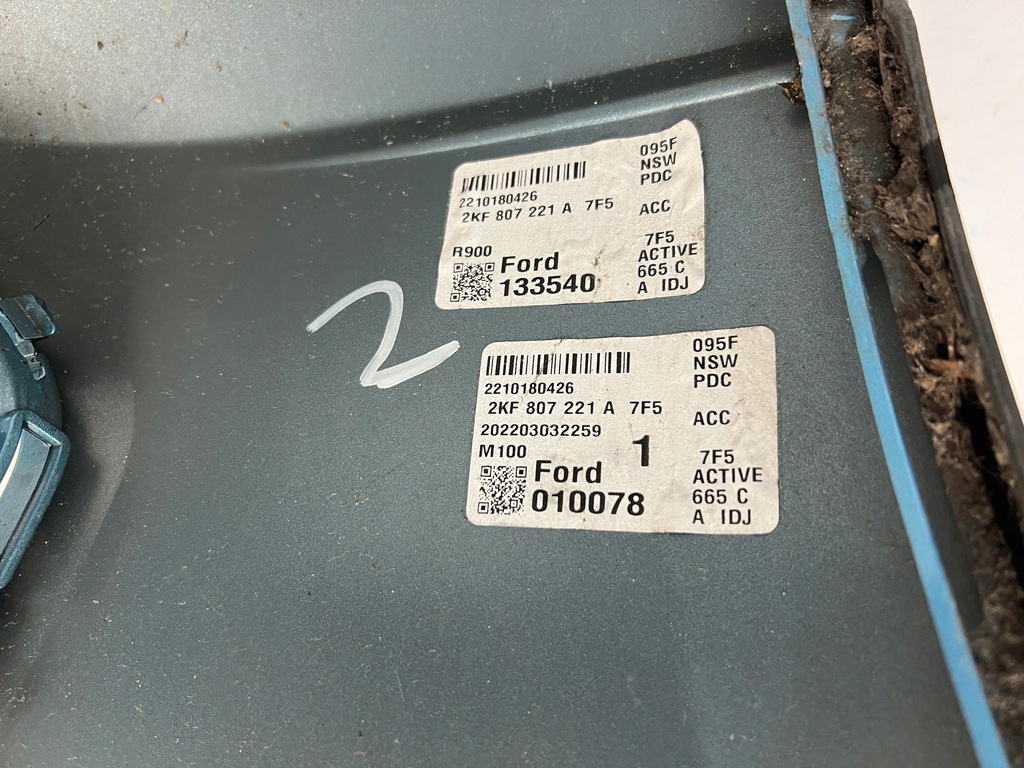 095F
NSW
PDC
2210180426
2KF 807 221 A 7F5
ACC
R900
7F5
ACTIVE
Ford
665 C
133540
A IDJ
2
095F
NSW
PDC
2210180426
2KF 807 221 A 7F5
ACC
202203032259
M100
1
7F5
Ford
ACTIVE
010078
665 C
A IDJ